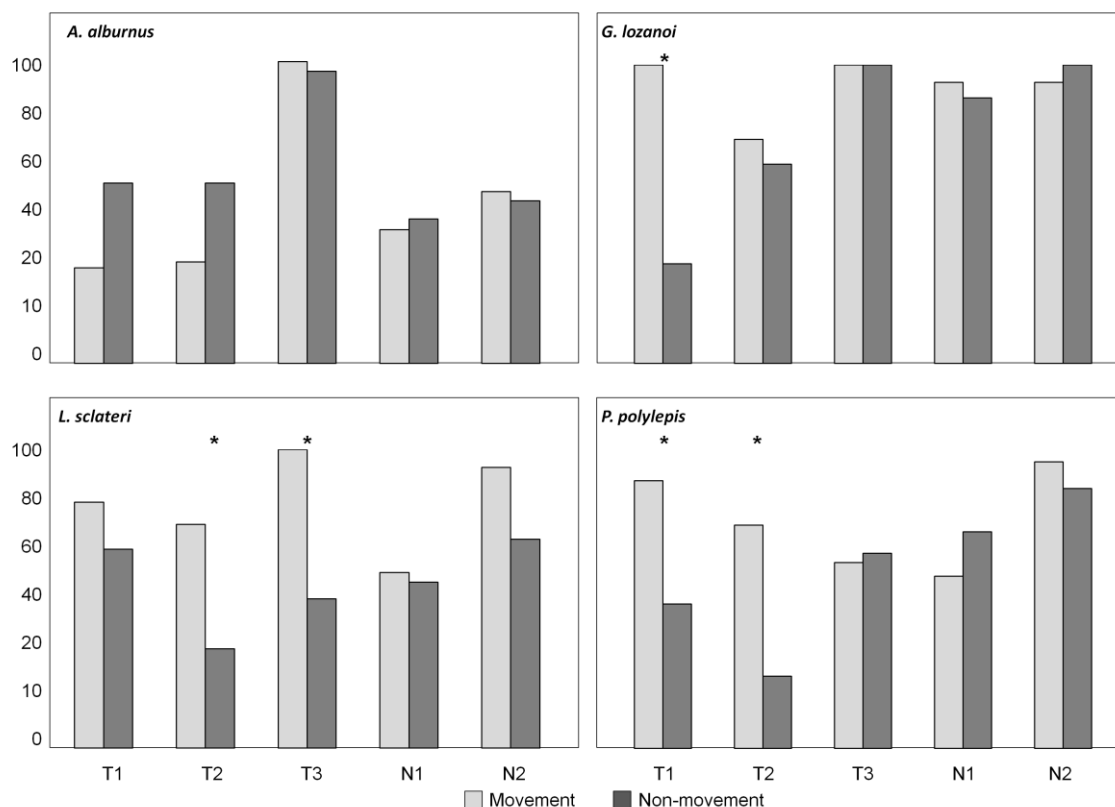 A. alburnus
G. lozanoi
100
80
60
40
20
10
0
*
L. sclateri
P. polylepis
100
80
60
40
20
10
0
* *
* *
T1 T2 T3 N1 N2
T1 T2 T3 N1 N2
Movement Non-movement